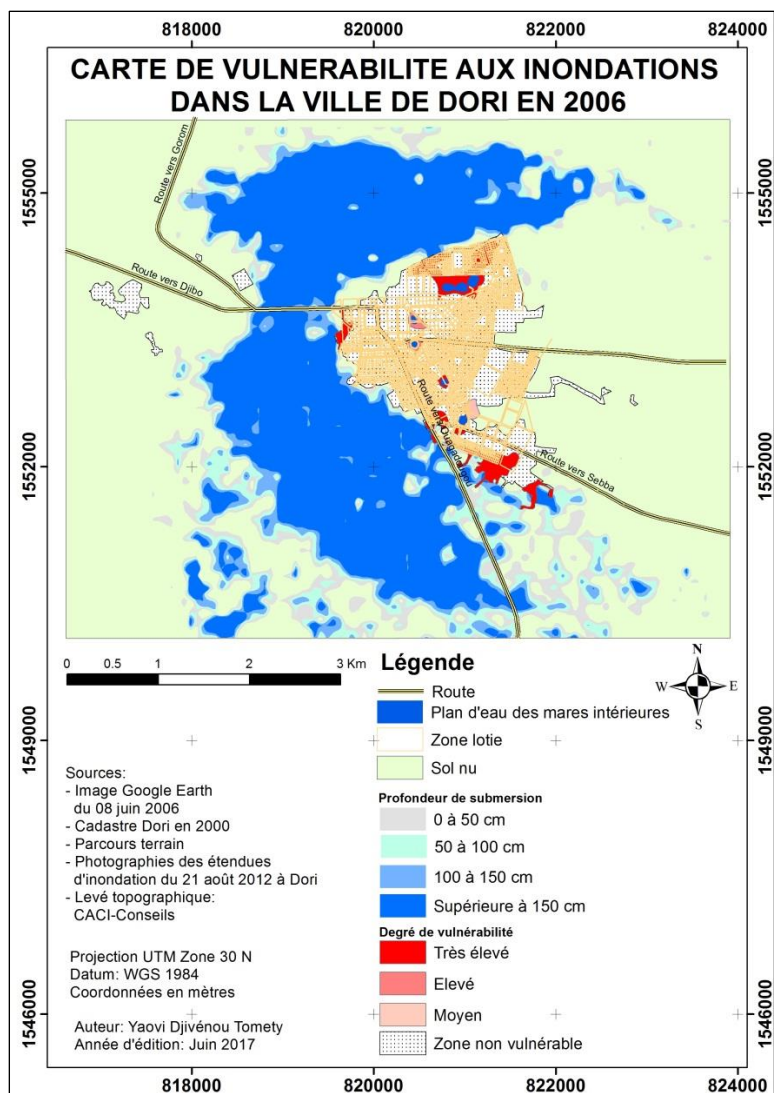 818000 820000 822000 824000
CARTE DE VULNERABILITE AUX INONDATIONS
DANS LA VILLE DE DORI EN 2006
1555000
1555000
Route vers Gorom
Route vers Djibo
Route vers Ouagadougou
Route vers Sebba
1552000
1552000
0 0.5 1 2 3 Km
Légende
N
W E
S
Route
Plan d'eau des mares intérieures
Zone lotie
Sol nu
1549000
1549000
Profondeur de submersion
0 à 50 cm
50 à 100 cm
100 à 150 cm
Supérieure à 150 cm
Degré de vulnérabilité
Très élevé
Elevé
Moyen
Zone non vulnérable
Sources:
- Image Google Earth
du 08 juin 2006
- Cadastre Dori en 2000
- Parcours terrain
- Photographies des étendues
d'inondation du 21 août 2012 à Dori
- Levé topographique:
CACI-Conseils
Projection UTM Zone 30 N
Datum: WGS 1984
Coordonnées en mètres
Auteur: Yaovi Djivénou Tomety
Année d'édition: Juin 2017
1546000
1546000
818000 820000 822000 824000